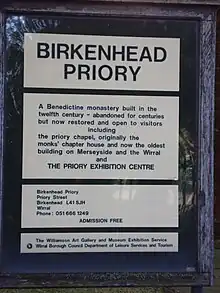 BIRKENHEAD
PRIORY
A Benedictine monastery built in the
twelfth century - abandoned for centuries
but now restored and open to visitors
including
the priory chapel, originally the
monks' chapter house and now the oldest
building on Merseyside and the Wirral
and
THE PRIORY EXHIBITION CENTRE
Birkenhead Priory
Priory Street
Birkenhead L41 5JH
Wirral
Phone: 051 666 1249
ADMISSION FREE
The Williamson Art Gallery and Museum Exhibition Service
Wirral Borough Council Department of Leisure Services and Tourism